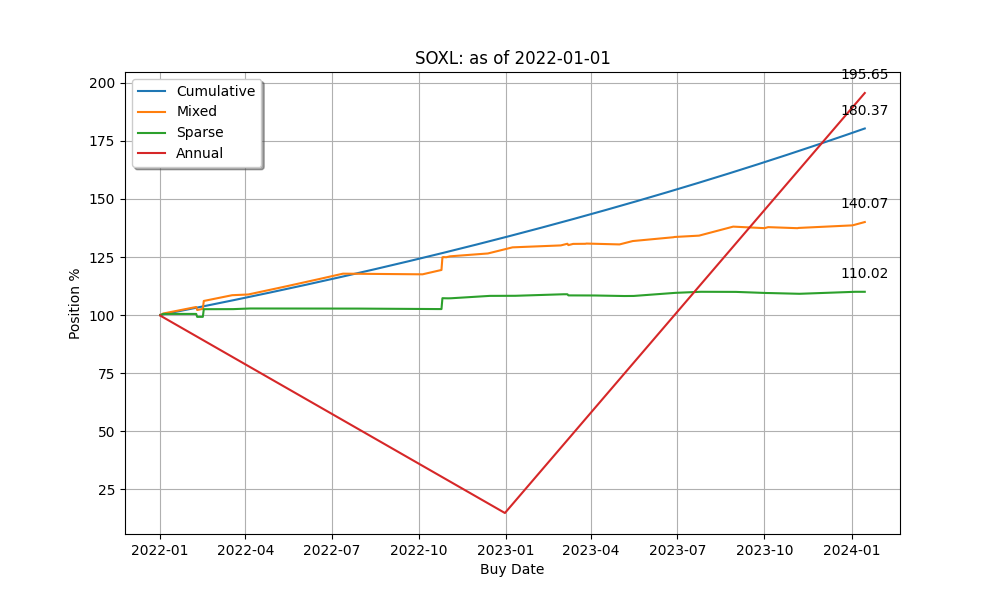 SOXL: as of 2022-01-01
Cumulative
Mixed
Sparse
Annual
195.65
180.37
140.07
110.02
200
175
150
125
100
75
50
25
Position %
2022-01 2022-04 2022-07 2022-10 2023-01 2023-04 2023-07 2023-10 2024-01
Buy Date